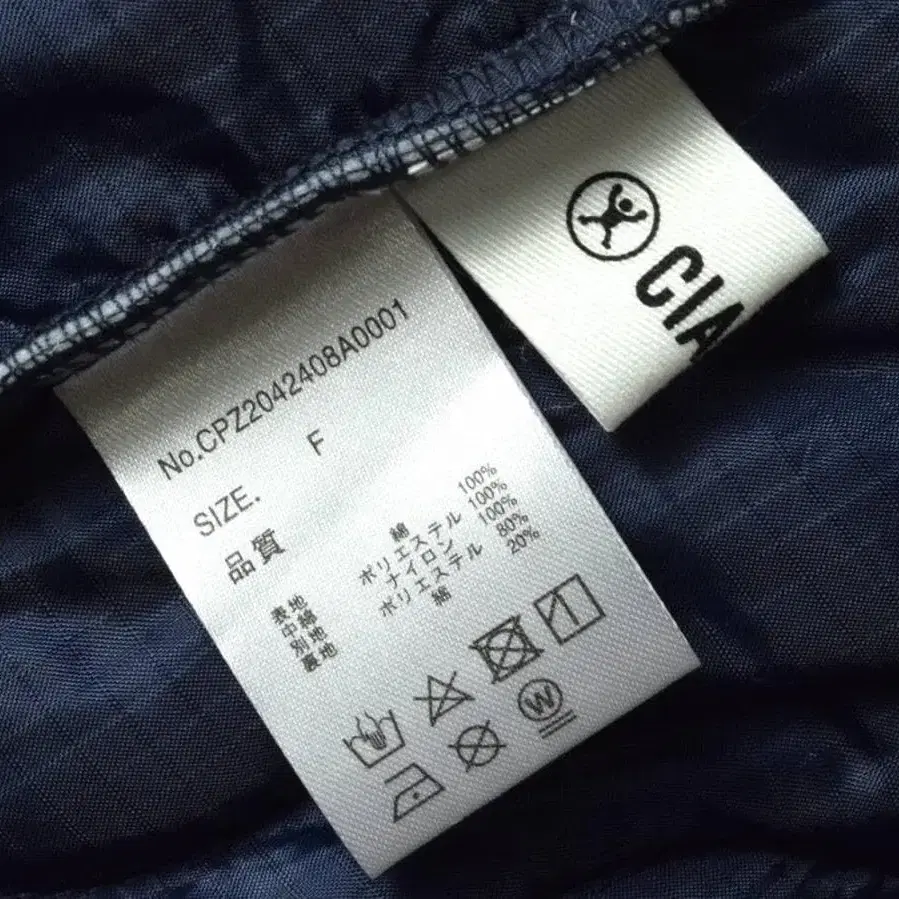 No.CPZ2042408A0001
SIZE. F
品質
表地 綿 100%
中綿 ポリエステル 100%
別地 ナイロン 100%
裏地 ポリエステル 80%
綿 20%
W
CIA